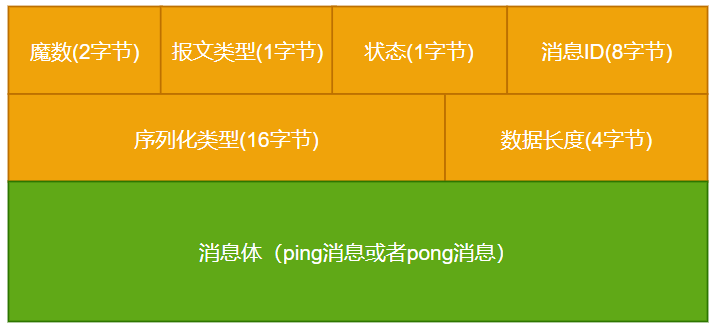 魔数(2字节) 报文类型(1字节) 状态(1字节) 消息ID(8字节)
序列化类型(16字节) 数据长度(4字节)
消息体（ping消息或者pong消息）